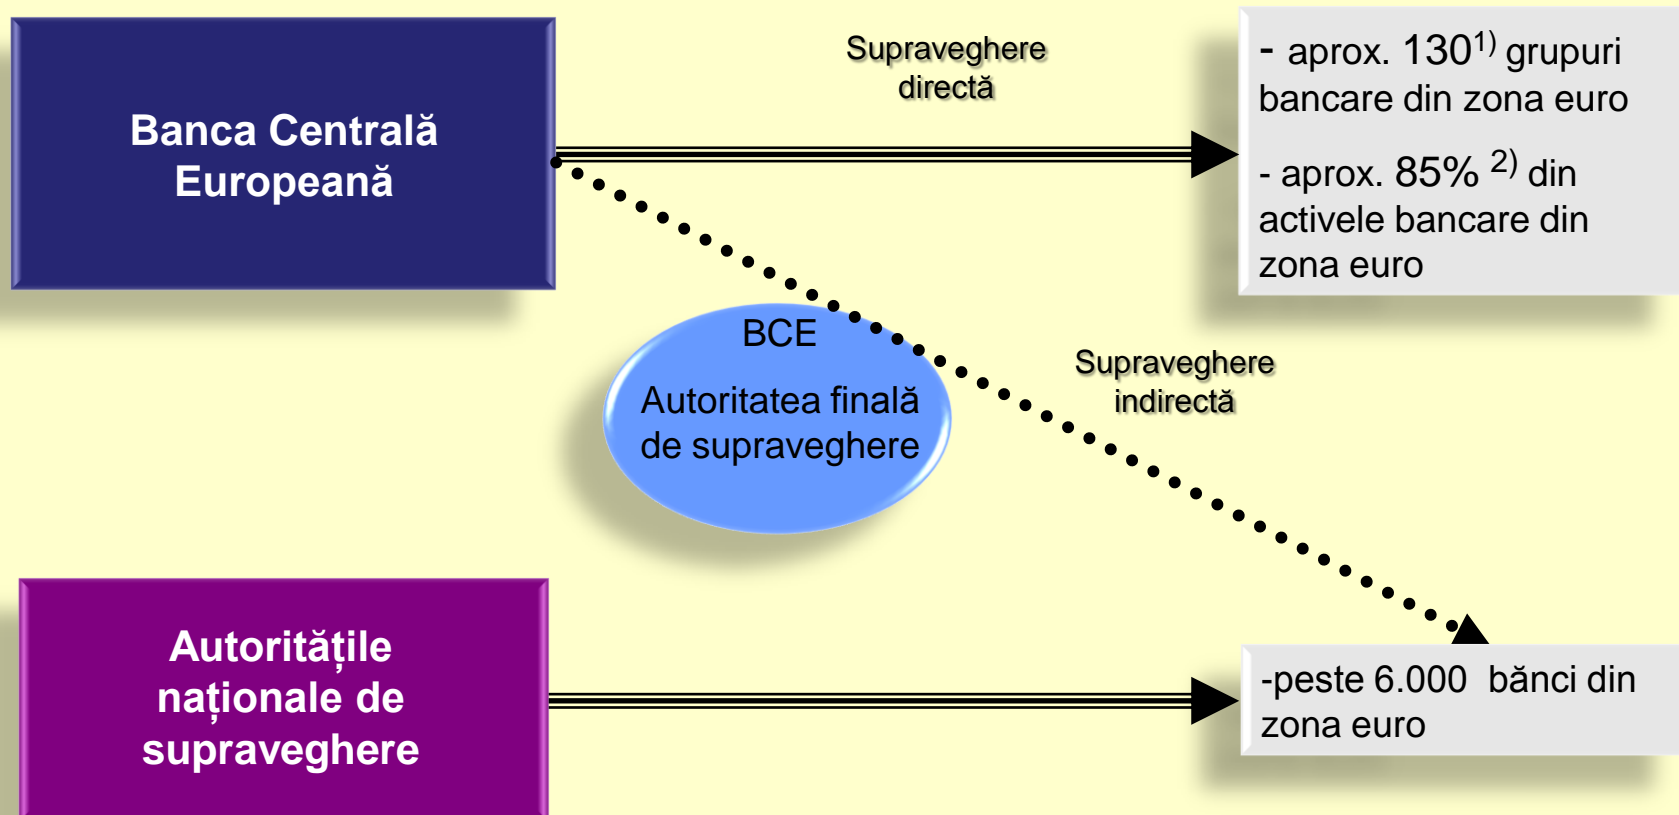 Banca Centrală
Europeană
Supraveghere
directă
- aprox. 130¹⁾ grupuri
bancare din zona euro
- aprox. 85% ²⁾ din
activele bancare din
zona euro
BCE
Autoritatea finală
de supraveghere
Supraveghere
indirectă
Autoritățile
naționale de
supraveghere
-peste 6.000 bănci din
zona euro